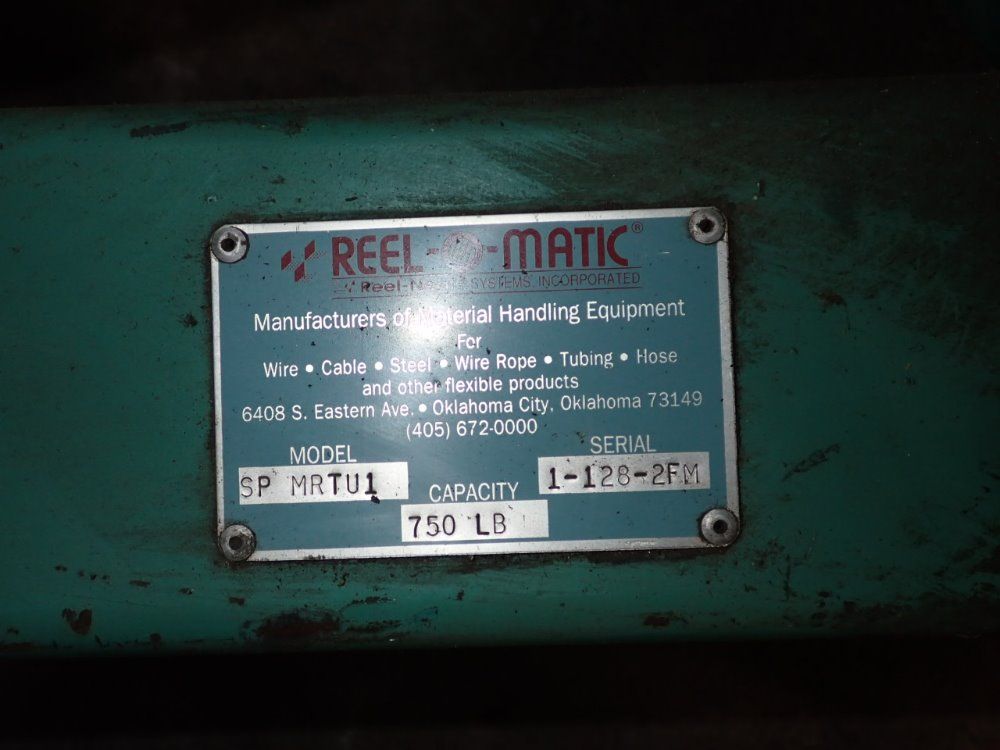 REEL-O-MATIC®
SYSTEMS, INCORPORATED
Manufacturers of Material Handling Equipment
For
Wire • Cable • Steel • Wire Rope • Tubing • Hose
and other flexible products
6408 S. Eastern Ave. • Oklahoma City, Oklahoma 73149
(405) 672-0000
MODEL SERIAL
SP MRTU1 1-128-2FM
CAPACITY
750 LB